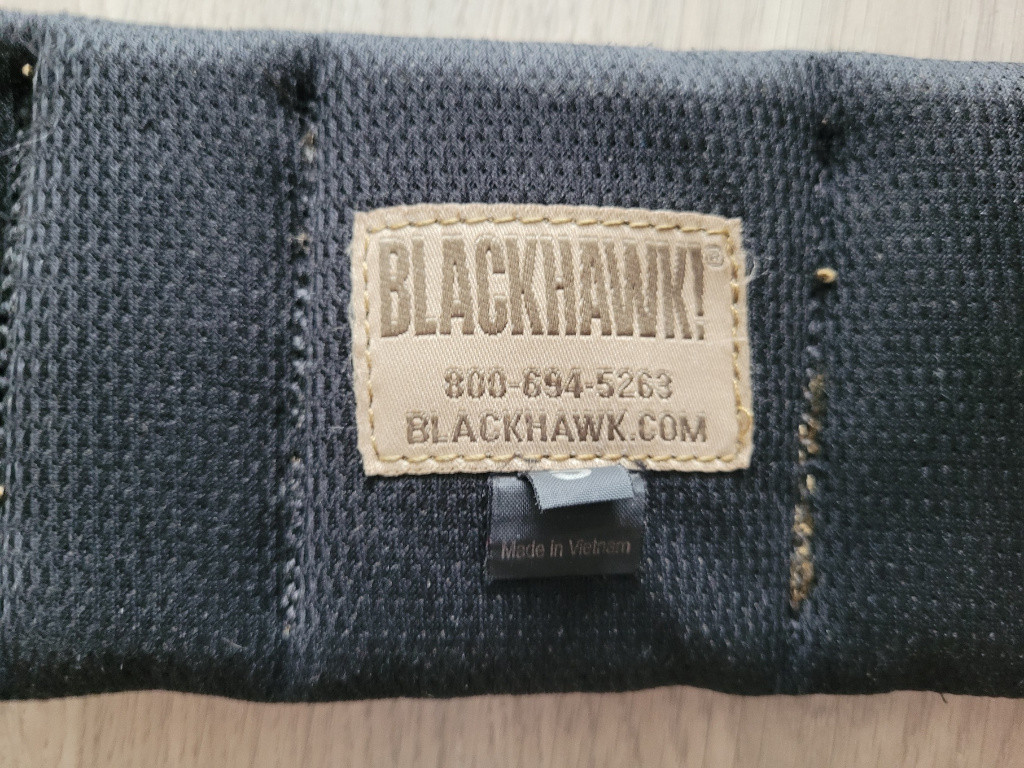 BLACKHAWK!®
800-694-5263
BLACKHAWK.COM
Made in Vietnam